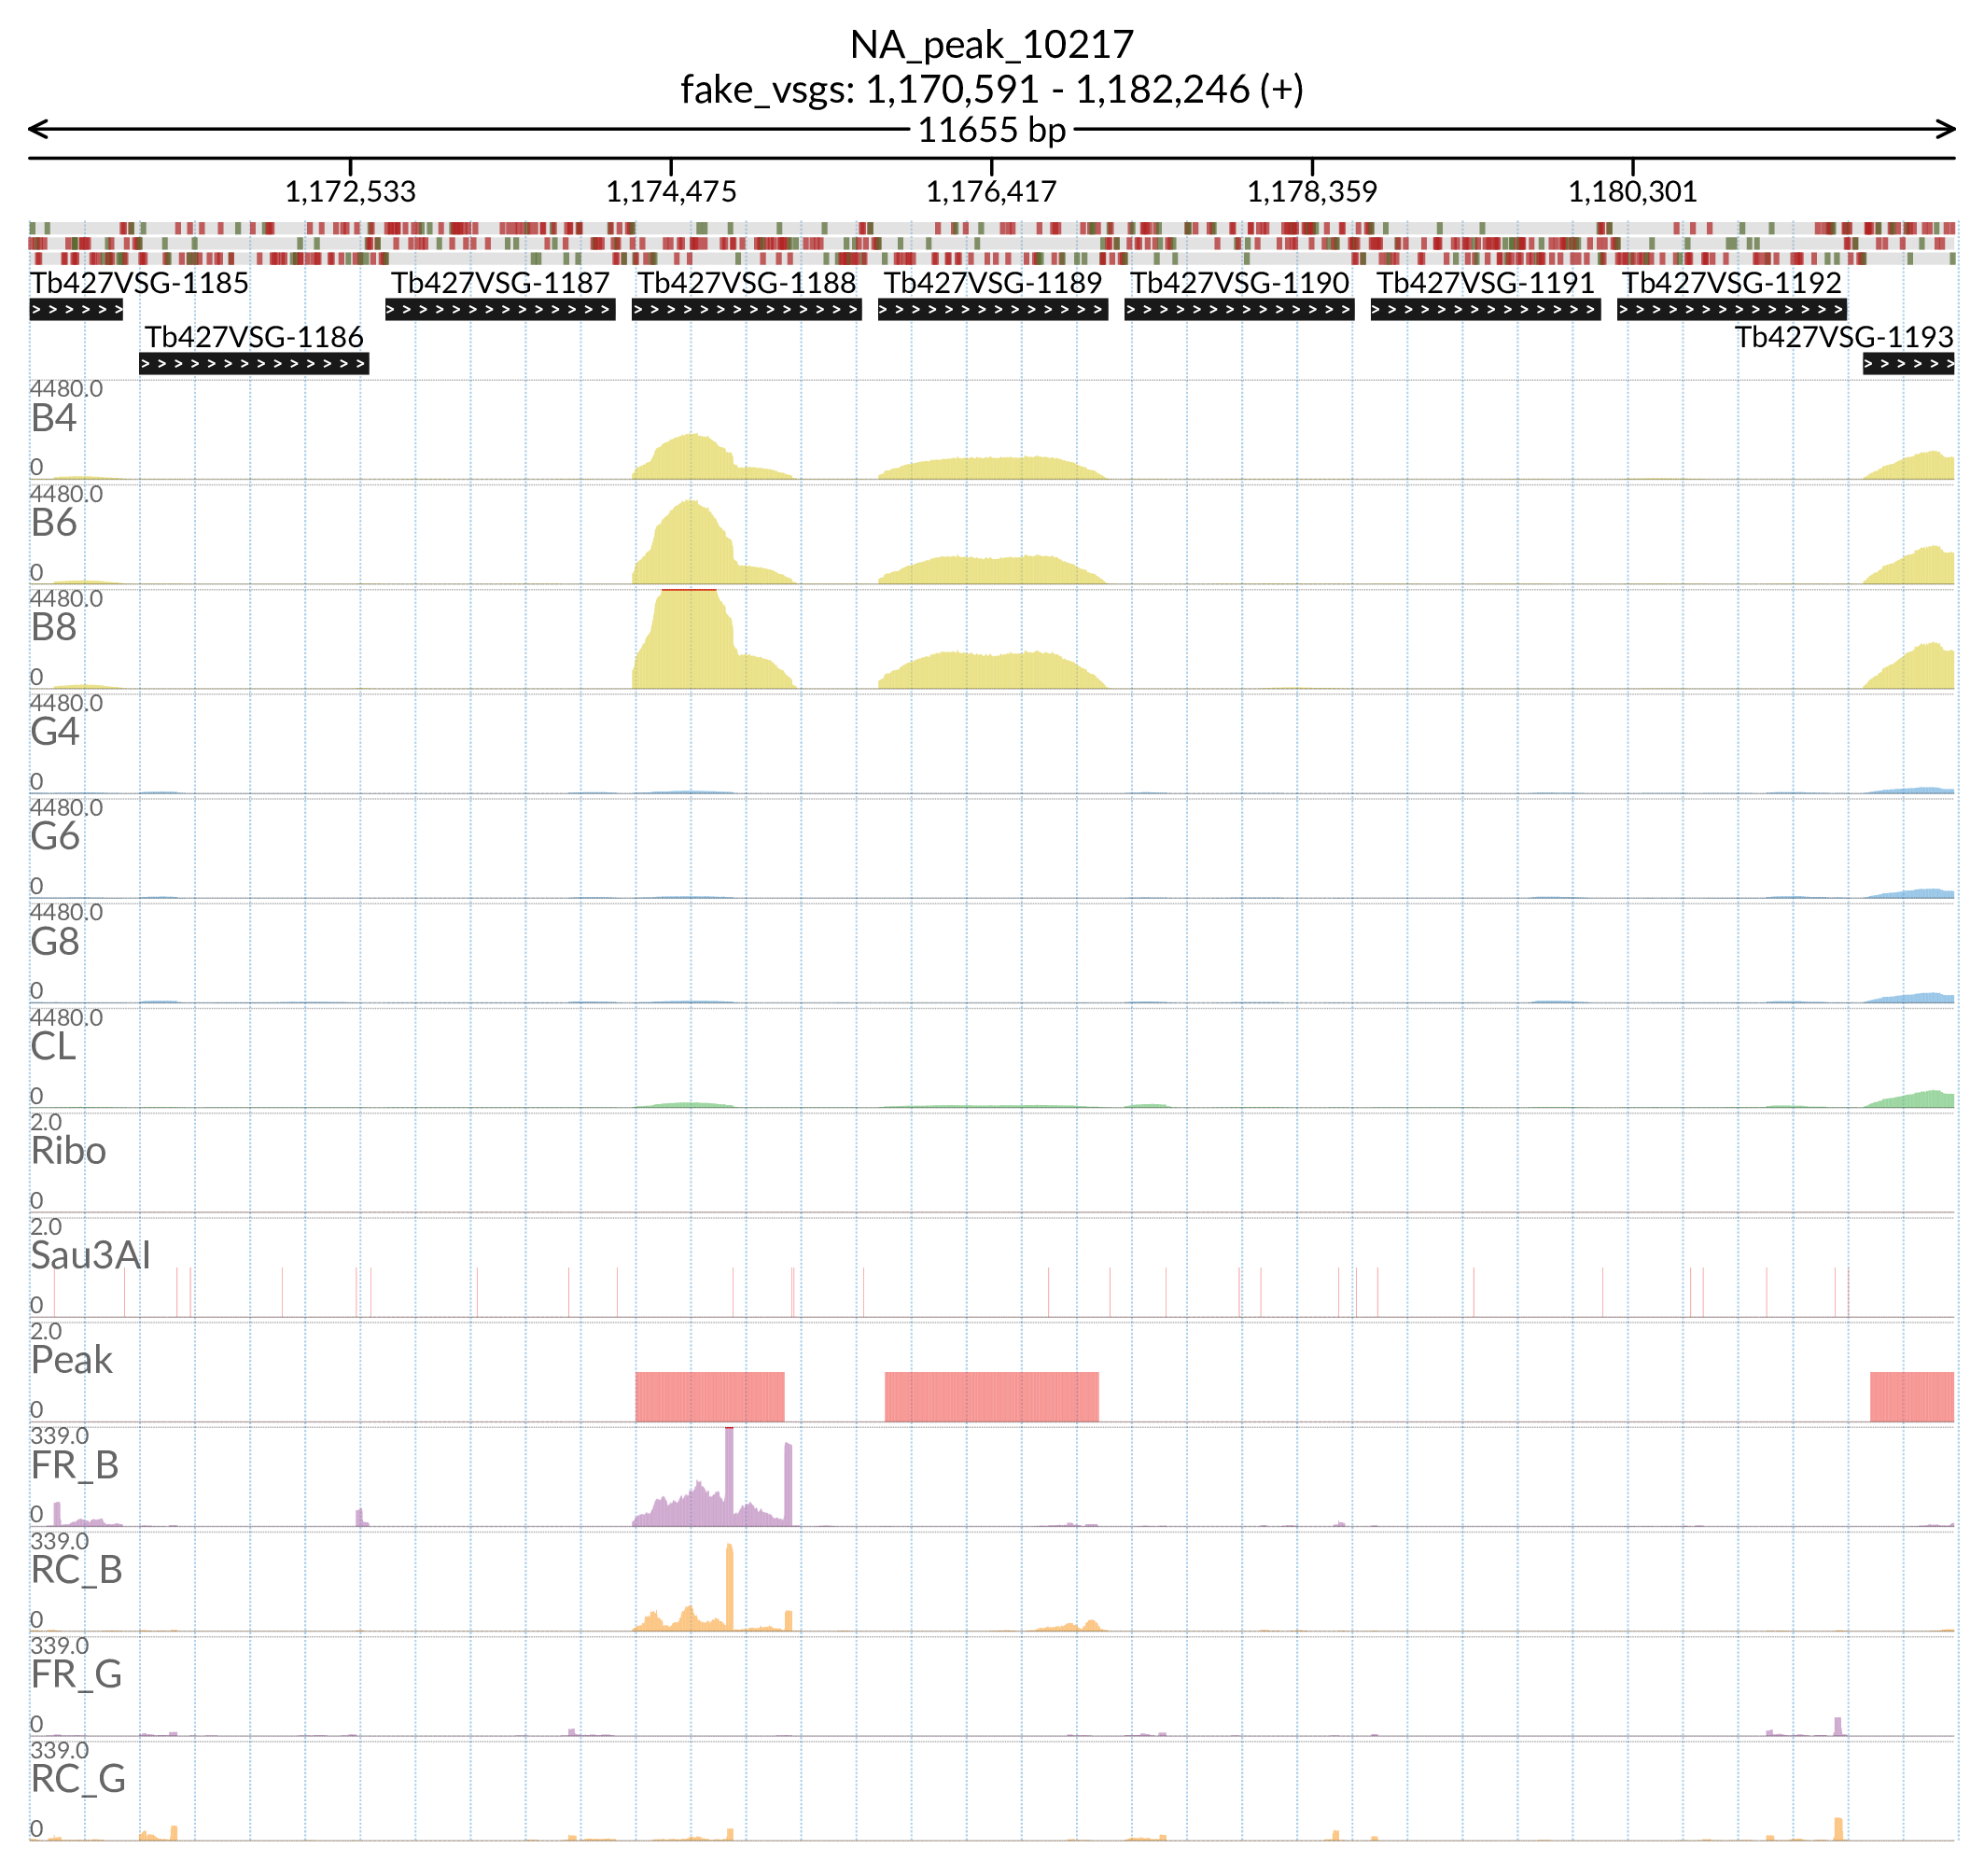 NA_peak_10217
fake_vsgs: 1,170,591 - 1,182,246 (+)
11655 bp
1,172,533 1,174,475 1,176,417 1,178,359 1,180,301
Tb427VSG-1185 Tb427VSG-1187 Tb427VSG-1188 Tb427VSG-1189 Tb427VSG-1190 Tb427VSG-1191 Tb427VSG-1192
Tb427VSG-1186 Tb427VSG-1193
4480.0
B4
0
4480.0
B6
0
4480.0
B8
0
4480.0
G4
0
4480.0
G6
0
4480.0
G8
0
4480.0
CL
0
2.0
Ribo
0
2.0
Sau3AI
0
2.0
Peak
0
339.0
FR_B
0
339.0
RC_B
0
339.0
FR_G
0
339.0
RC_G
0